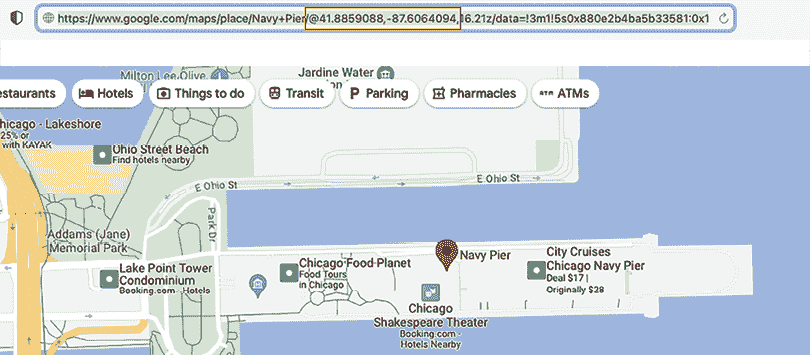 https://www.google.com/maps/place/Navy+Pier/@41.8859088,-87.6064094,16.21z/data=!3m1!5s0x880e2b4ba5b33581:0x1
Milton Lee Olive
Jardine Water
estaurants
Hotels
Things to do
Transit
Parking
Pharmacies
ATM ATMs
hicago - Lakeshore
25% or
with KAYAK
Ohio Street Beach
Find hotels nearby
E Ohio St
E Ohio St
Park Dr
Addams (Jane)
Memorial Park
Lake Point Tower
Condominium
Booking.com - Hotels
Chicago Food Planet
Food Tours
in Chicago
Navy Pier
City Cruises
Chicago Navy Pier
Deal $17 |
Originally $28
Chicago
Shakespeare Theater
Booking.com -
Hotels Nearby